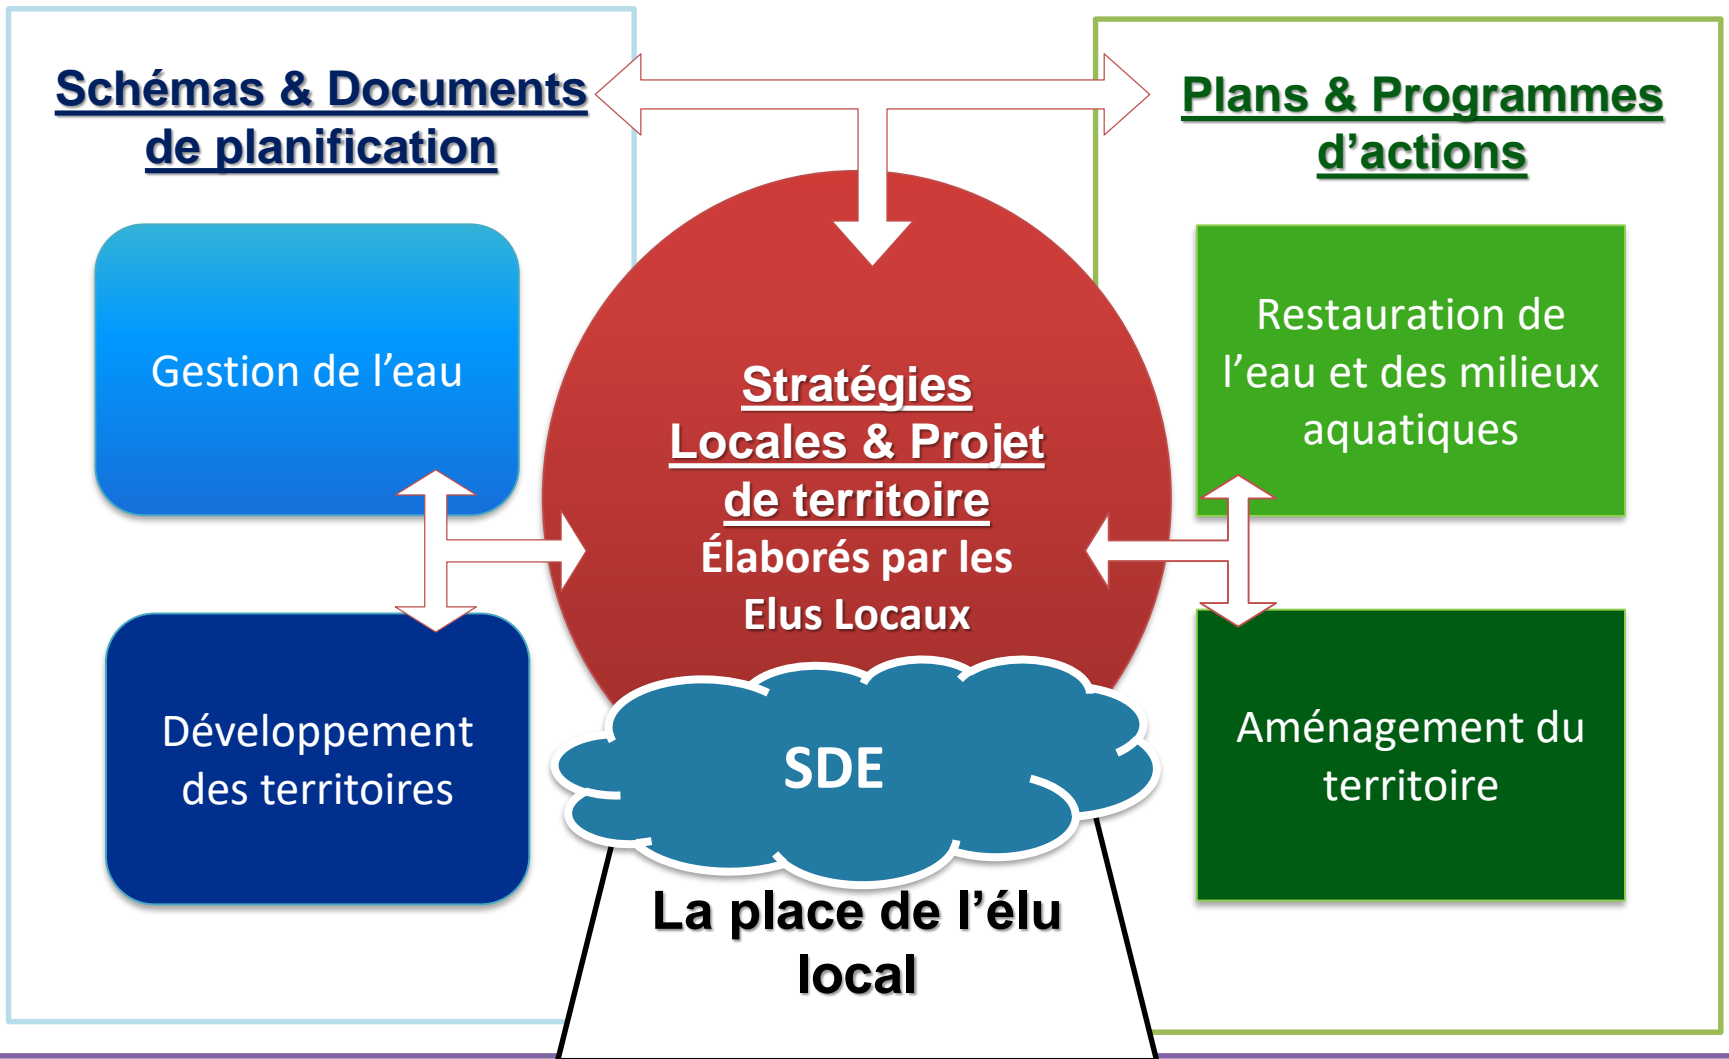 Schémas & Documents
de planification
Gestion de l’eau
Développement
des territoires
Stratégies
Locales & Projet
de territoire
Élaborés par les
Elus Locaux
SDE
La place de l’élu
local
Plans & Programmes
d’actions
Restauration de
l’eau et des milieux
aquatiques
Aménagement du
territoire